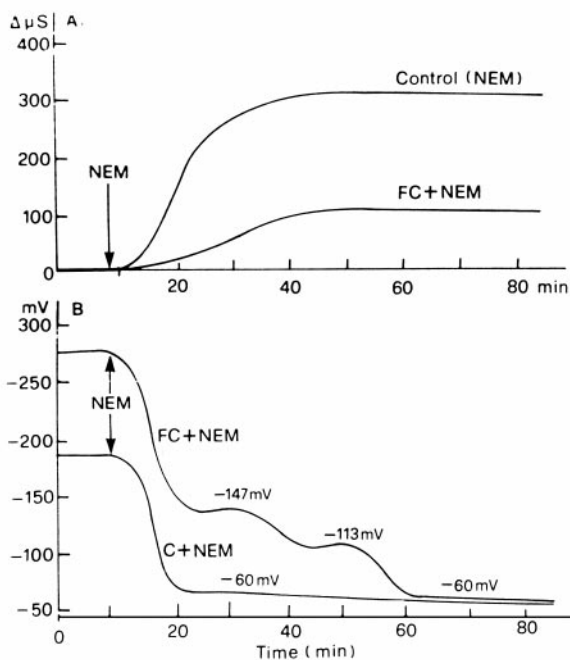 ΔμS A.
400
Control (NEM)
300
NEM
200
FC+NEM
100
0
20 40 60 80 min
mV B
300
-250
NEM
-200
FC+NEM
-150
-147mV
-113mV
-100
C+NEM
-60mV
-60mV
-50
0 20 40 60 80
Time (min)